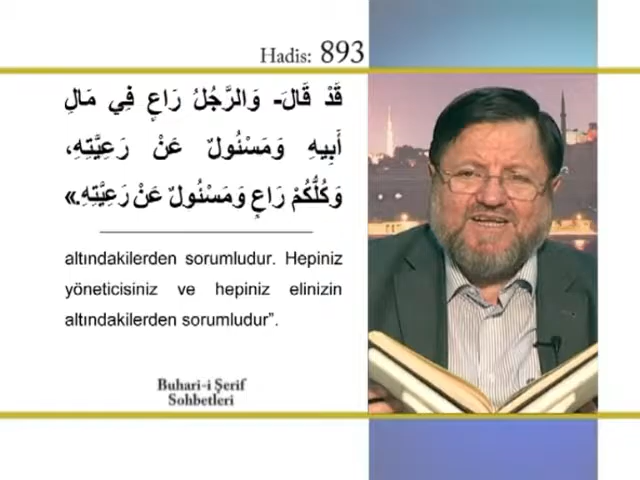 Hadis: 893
قَدْ قَالَ- وَالرَّجُلُ رَاعٍ فِي مَالِ
أَبِيهِ وَمَسْئُولٌ عَنْ رَعِيَّتِهِ،
وَكُلُّكُمْ رَاعٍ وَمَسْئُولٌ عَنْ رَعِيَّتِهِ.»
altındakilerden sorumludur. Hepiniz
yöneticisiniz ve hepiniz elinizin
altındakilerden sorumludur”.
Buhari-i Şerif
Sohbetleri